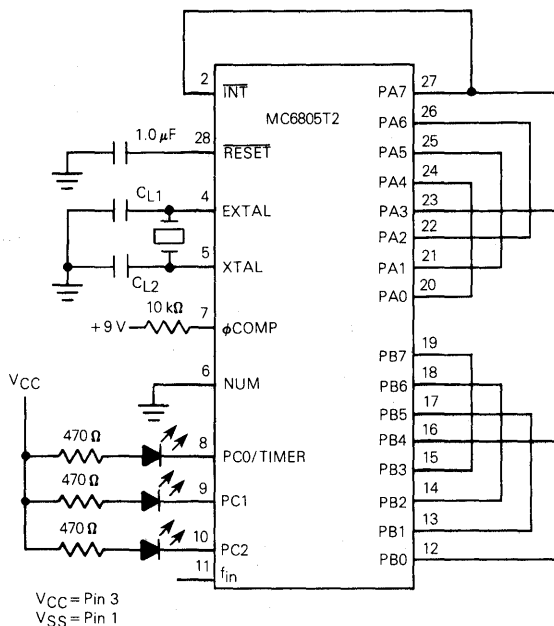 2
INT
MC6805T2
PA7
27
PA6
26
1.0 µF
28
RESET
PA5
25
PA4
24
CL1
4
EXTAL
PA3
23
PA2
22
5
XTAL
PA1
21
CL2
PA0
20
10 kΩ
+9 V
7
φCOMP
PB7
19
6
NUM
PB6
18
VCC
PB5
17
PB4
16
470 Ω
8
PC0/TIMER
PB3
15
470 Ω
9
PC1
PB2
14
PB1
13
470 Ω
10
PC2
PB0
12
11
fin
VCC = Pin 3
VSS = Pin 1